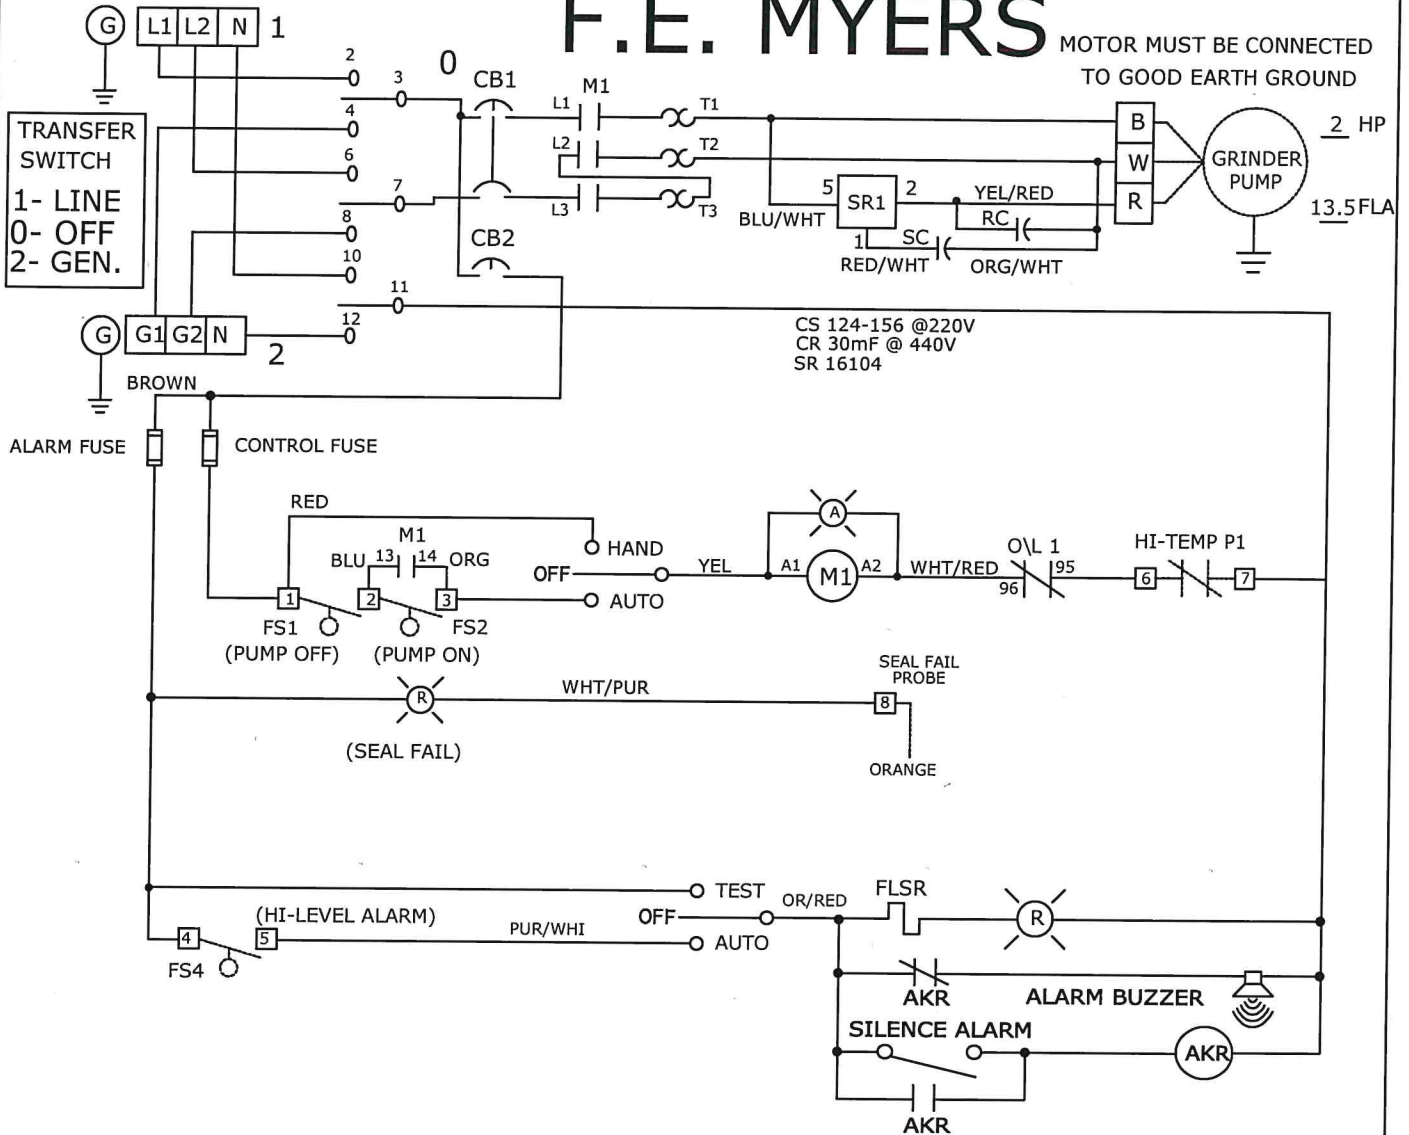 F.E. MYERS
G L1 L2 N 1
MOTOR MUST BE CONNECTED
TO GOOD EARTH GROUND
TRANSFER
SWITCH
1- LINE
0- OFF
2- GEN.
2
3
0
4
6
7
8
10
11
12
G G1 G2 N 2
CB1
M1
L1
T1
L2
T2
L3
T3
CB2
B
W
R
GRINDER
PUMP
2 HP
13.5 FLA
BLU/WHT
5 SR1 2
1
YEL/RED
RC
SC
RED/WHT
ORG/WHT
CS 124-156 @220V
CR 30mF @ 440V
SR 16104
BROWN
ALARM FUSE
CONTROL FUSE
RED
M1
BLU 13 14 ORG
HAND
OFF
AUTO
1
2
3
FS1
FS2
(PUMP OFF)
(PUMP ON)
YEL
A
A1 M1 A2
WHT/RED
O\L 1
96 95
HI-TEMP P1
6 7
R
WHT/PUR
(SEAL FAIL)
SEAL FAIL
PROBE
8
ORANGE
TEST
OFF
AUTO
OR/RED
FLSR
R
(HI-LEVEL ALARM)
4
5
PUR/WHI
FS4
AKR
ALARM BUZZER
SILENCE ALARM
AKR
AKR